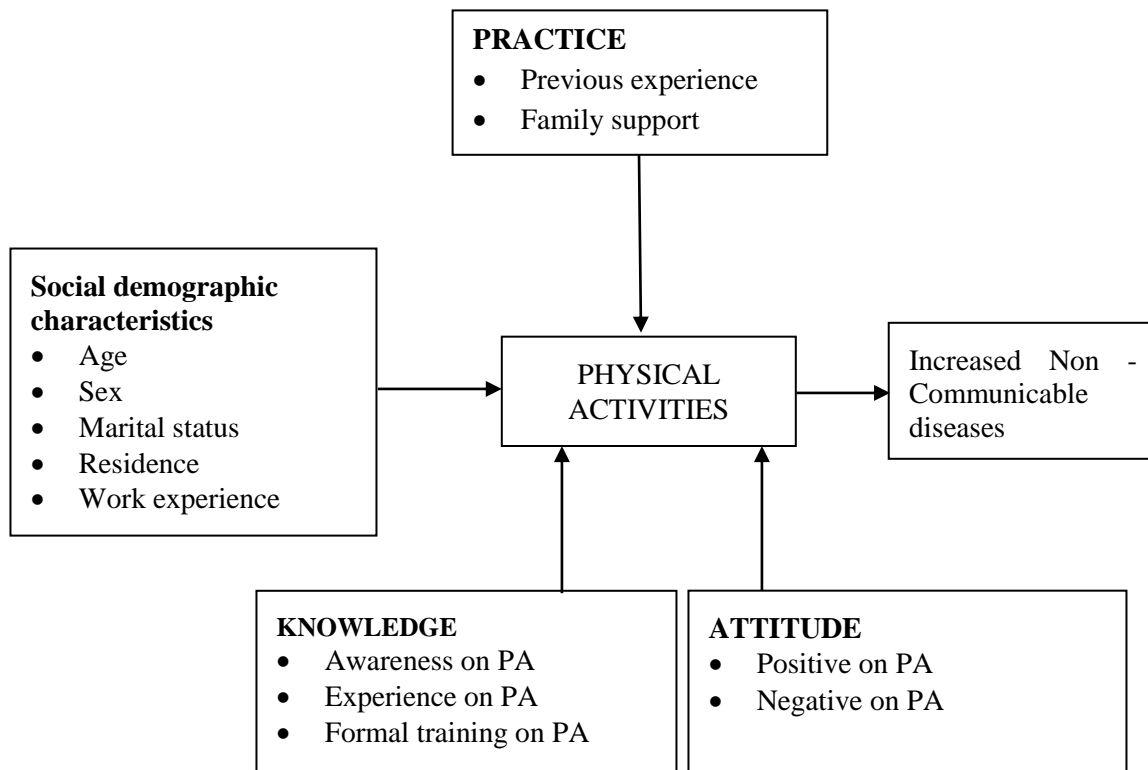 PRACTICE
• Previous experience
• Family support
Social demographic
characteristics
• Age
• Sex
• Marital status
• Residence
• Work experience
PHYSICAL
ACTIVITIES
Increased Non -
Communicable
diseases
KNOWLEDGE
• Awareness on PA
• Experience on PA
• Formal training on PA
ATTITUDE
• Positive on PA
• Negative on PA